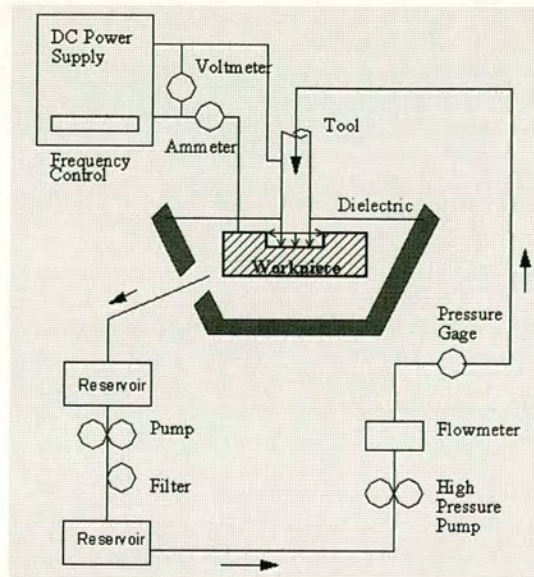 DC Power
Supply
Voltmeter
Ammeter
Frequency
Control
Tool
Dielectric
Workpiece
Pressure
Gage
Reservoir
Pump
Flowmeter
Filter
High
Pressure
Pump
Reservoir